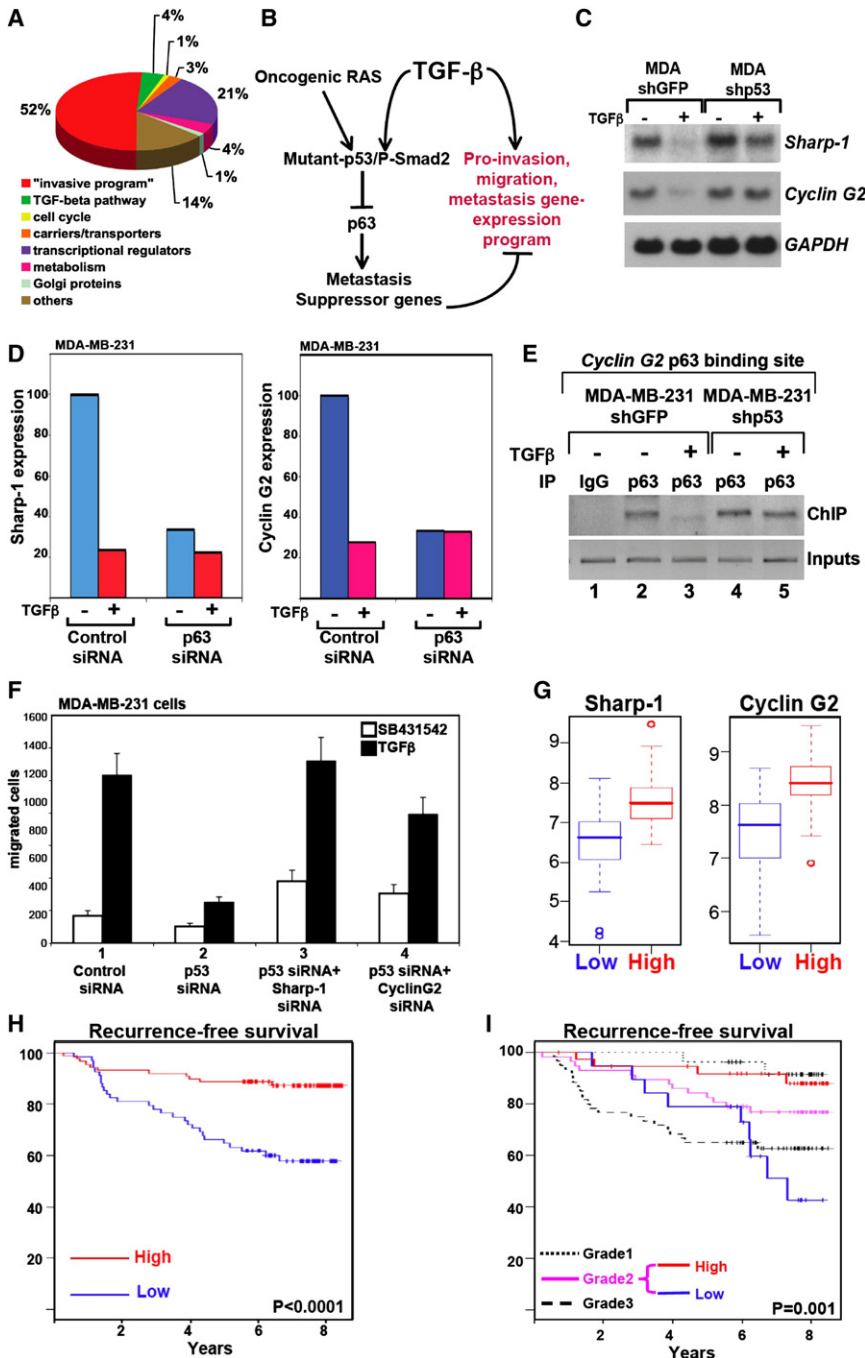 A
4%
1%
3%
21%
52%
4%
1%
14%
"invasive program"
TGF-beta pathway
cell cycle
carriers/transporters
transcriptional regulators
metabolism
Golgi proteins
others
B
Oncogenic RAS
TGF-β
Mutant-p53/P-Smad2
Pro-invasion,
migration,
metastasis gene-
expression
program
p63
Metastasis
Suppressor genes
C
MDA MDA
shGFP shp53
TGFβ - + - +
Sharp-1
Cyclin G2
GAPDH
D
MDA-MB-231
Sharp-1 expression
100
80
60
40
20
TGFβ - + - +
Control p63
siRNA siRNA
MDA-MB-231
Cyclin G2 expression
100
80
60
40
20
TGFβ - + - +
Control p63
siRNA siRNA
E
Cyclin G2 p63 binding site
MDA-MB-231 MDA-MB-231
shGFP shp53
TGFβ - - + - +
IP IgG p63 p63 p63 p63
ChIP
Inputs
1 2 3 4 5
F
MDA-MB-231 cells
SB431542
TGFβ
migrated cells
1600
1400
1200
1000
800
600
400
200
0
1 2 3 4
Control p53 p53 siRNA+ p53 siRNA+
siRNA siRNA Sharp-1 CyclinG2
siRNA siRNA
G
Sharp-1
9
8
7
6
5
4
Low High
Cyclin G2
9
8
7
6
Low High
H
Recurrence-free survival
100
80
60
40
20
High
Low
P<0.0001
2 4 6 8
Years
I
Recurrence-free survival
100
80
60
40
20
Grade1
Grade2
Grade3
High
Low
P=0.001
2 4 6 8
Years